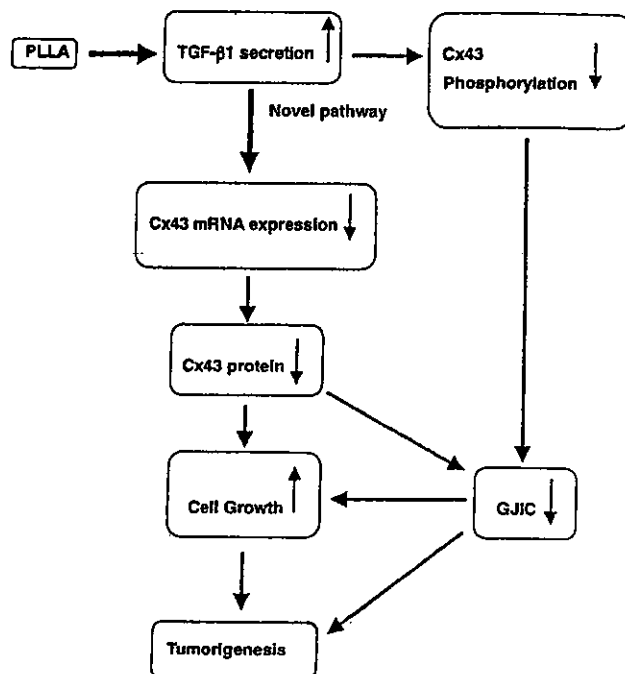 PLLA
TGF-β1 secretion
Cx43
Phosphorylation
Novel pathway
Cx43 mRNA expression
Cx43 protein
Cell Growth
GJIC
Tumorigenesis